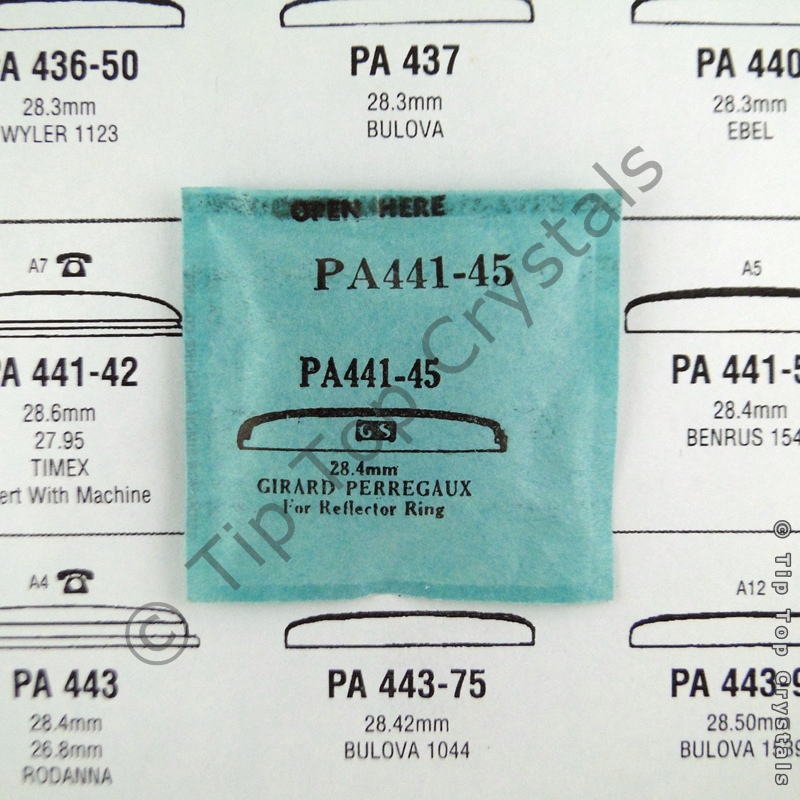 PA 436-50
28.3mm
WYLER 1123
PA 437
28.3mm
BULOVA
PA 440
28.3mm
EBEL
OPEN HERE
PA441-45
PA441-45
GS
28.4mm
GIRARD PERREGAUX
For Reflector Ring
A7
PA 441-42
28.6mm
27.95
TIMEX
ert With Machine
A5
PA 441-5
28.4mm
BENRUS 154
A4
PA 443
28.4mm
26.8mm
RODANNA
PA 443-75
28.42mm
BULOVA 1044
A12
PA 443-9
28.50mm
BULOVA
© Tip Top Crystals
© Tip Top Crystals